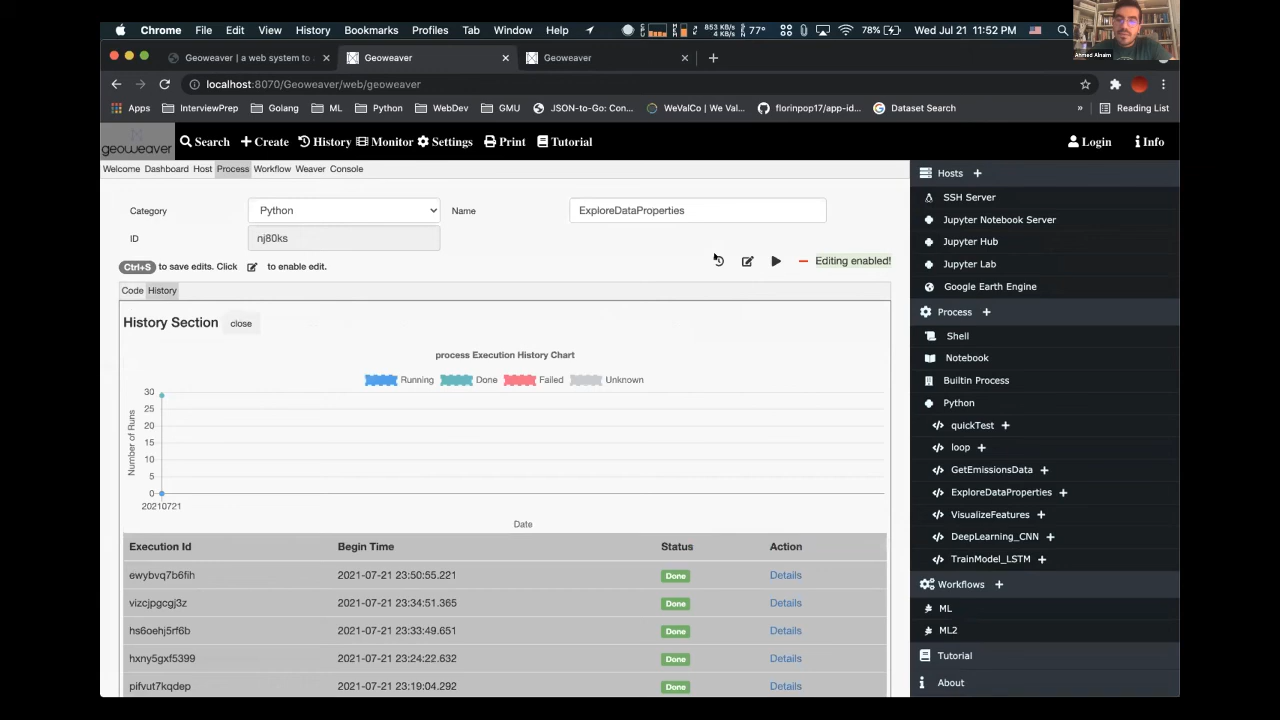 Chrome File Edit View History Bookmarks Profiles Tab Window Help 853 KB/s 4 KB/s 77° 78% Wed Jul 21 11:52 PM
Ahmed Alnaim
Geoweaver | a web system to Geoweaver Geoweaver
localhost:8070/Geoweaver/web/geoweaver
Apps InterviewPrep Golang ML Python WebDev GMU JSON-to-Go: Con... WeValCo | We Val... florinpop17/app-id... Dataset Search » Reading List
geoweaver Search Create History Monitor Settings Print Tutorial Login Info
Welcome Dashboard Host Process Workflow Weaver Console
Category Python Name ExploreDataProperties
ID nj80ks
Ctrl+S to save edits. Click to enable edit. Editing enabled!
Code History
History Section close
process Execution History Chart
Running Done Failed Unknown
Number of Runs
30
25
20
15
10
5
0
20210721
Date
Execution Id Begin Time Status Action
ewybvq7b6fih 2021-07-21 23:50:55.221 Done Details
vizcjpgcgj3z 2021-07-21 23:34:51.365 Done Details
hs6oehj5rf6b 2021-07-21 23:33:49.651 Done Details
hxny5gxf5399 2021-07-21 23:24:22.632 Done Details
pifvut7kqdep 2021-07-21 23:19:04.292 Done Details
Hosts
SSH Server
Jupyter Notebook Server
Jupyter Hub
Jupyter Lab
Google Earth Engine
Process
Shell
Notebook
Builtin Process
Python
quickTest
loop
GetEmissionsData
ExploreDataProperties
VisualizeFeatures
DeepLearning_CNN
TrainModel_LSTM
Workflows
ML
ML2
Tutorial
About